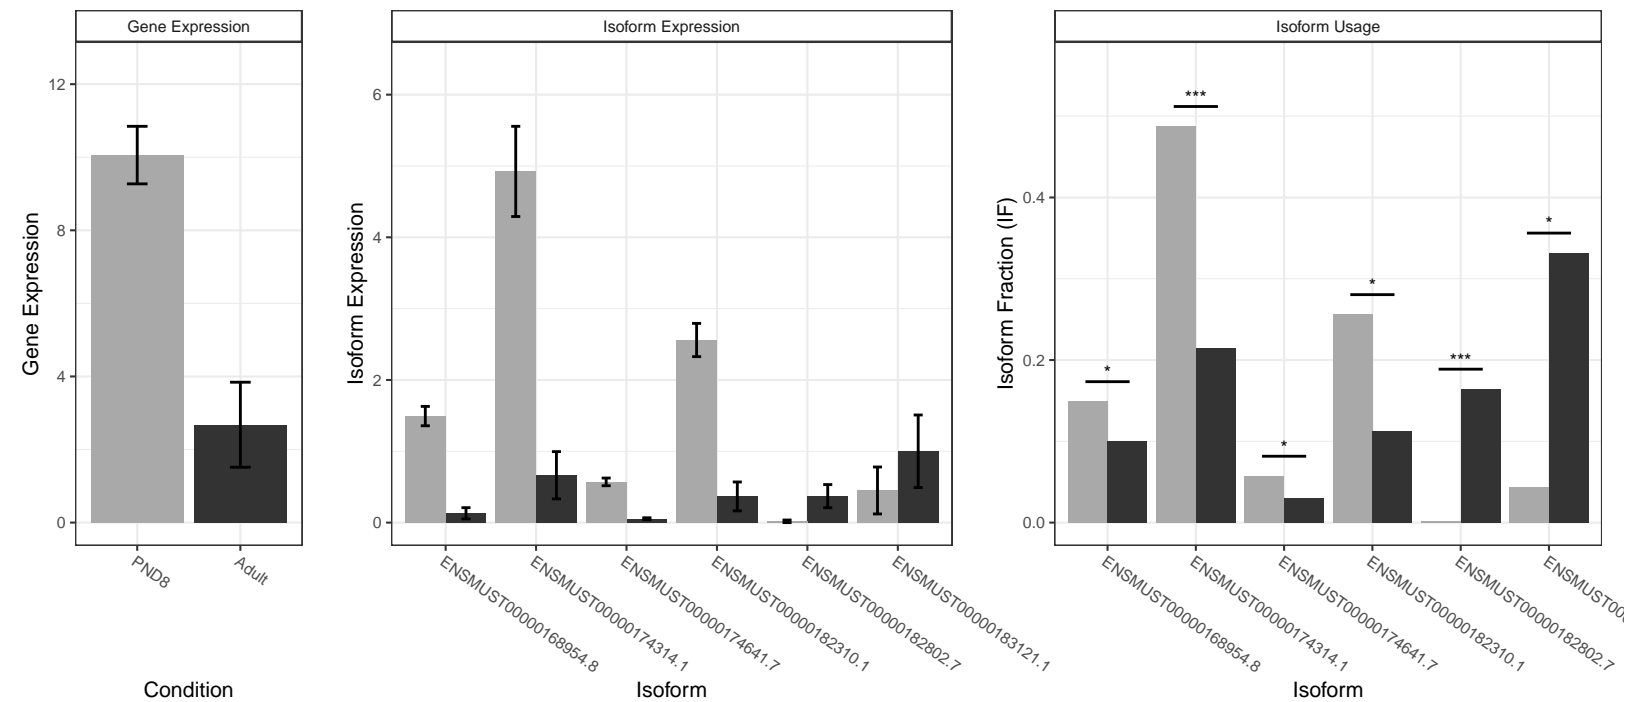 Gene Expression
Isoform Expression
Isoform Usage
Gene Expression
12
8
4
0
PND8
Adult
Condition
Isoform Expression
6
4
2
0
ENSMUST00000168954.8
ENSMUST00000174314.1
ENSMUST00000174641.7
ENSMUST00000182310.1
ENSMUST00000182802.7
ENSMUST00000183121.1
Isoform
Isoform Fraction (IF)
0.4
0.2
0.0
*
***
*
*
***
*
ENSMUST00000168954.8
ENSMUST00000174314.1
ENSMUST00000174641.7
ENSMUST00000182310.1
ENSMUST00000182802.7
Isoform